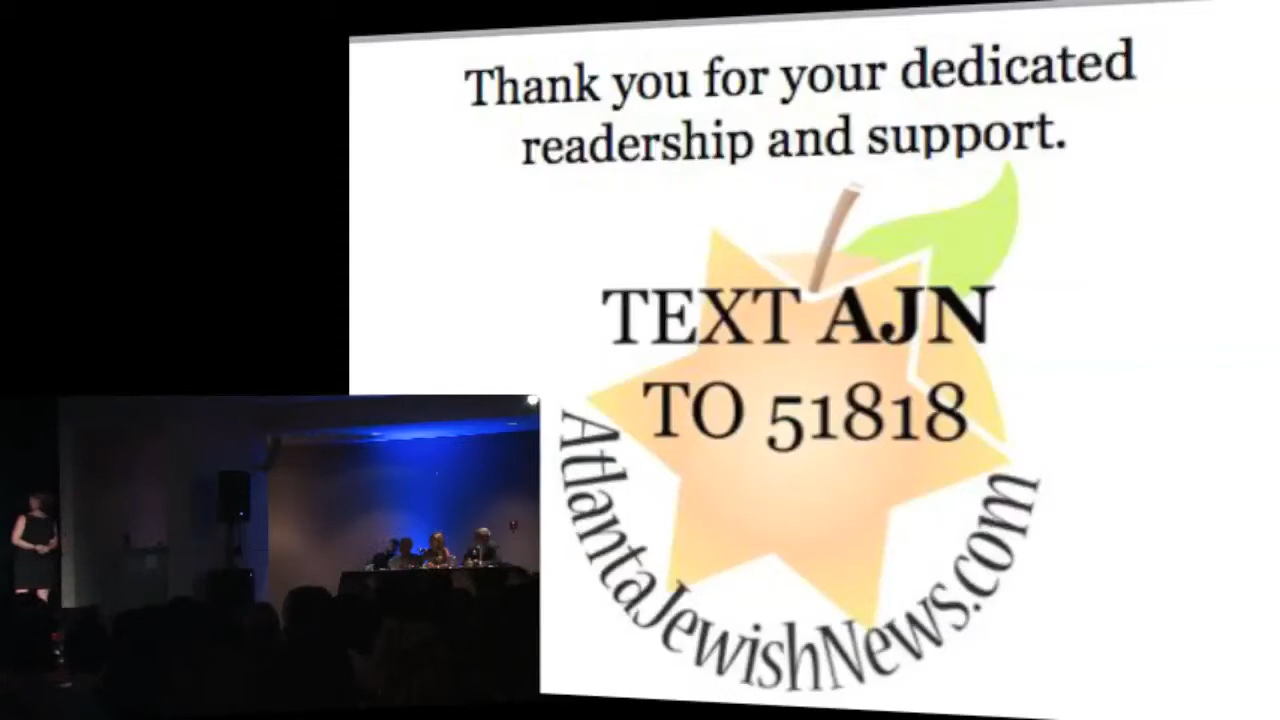 Thank you for your dedicated
readership and support.
TEXT AJN
TO 51818
AtlantaJewishNews.com